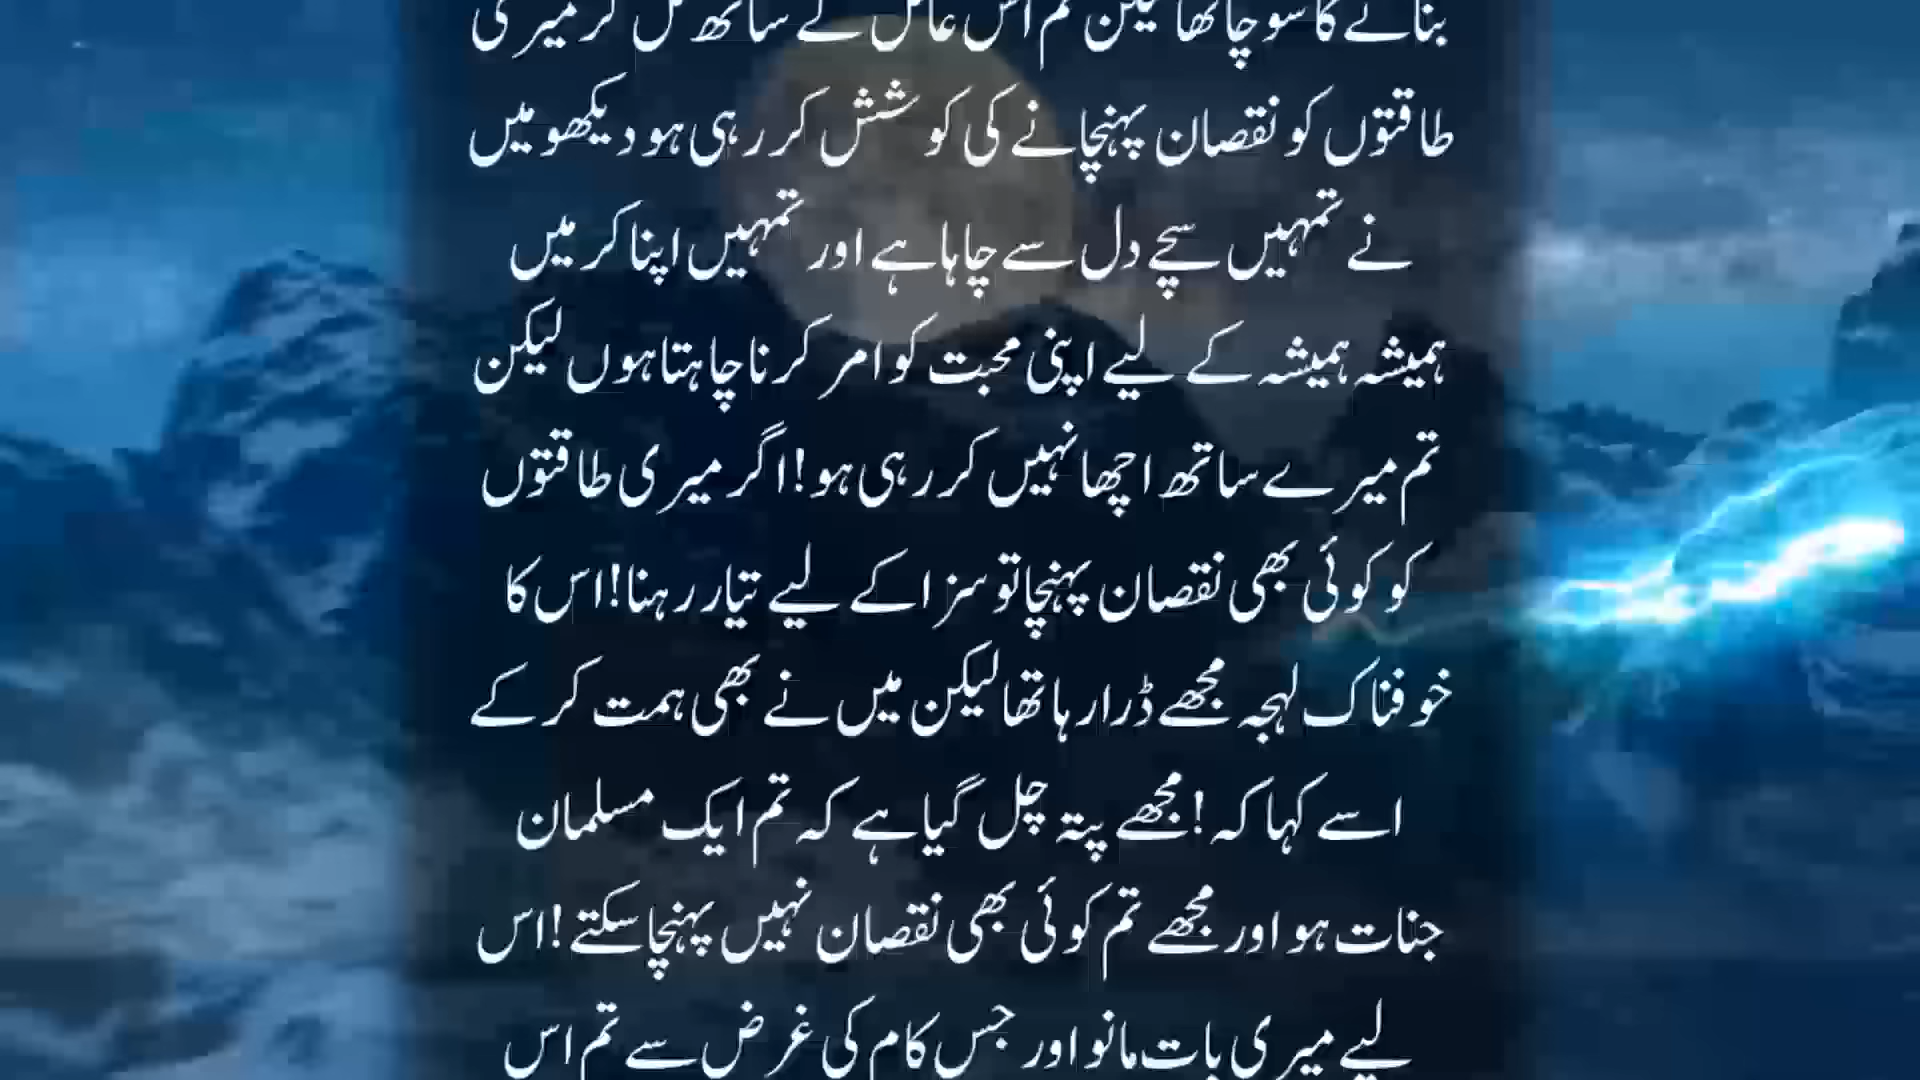 بنانے کا سوچا تھا لیکن تم اس عامل کے ساتھ مل کر میری
طاقتوں کو نقصان پہنچانے کی کوشش کر رہی ہو دیکھو میں
نے تمہیں سچے دل سے چاہا ہے اور تمہیں اپنا کر میں
ہمیشہ ہمیشہ کے لیے اپنی محبت کو امر کرنا چاہتا ہوں لیکن
تم میرے ساتھ اچھا نہیں کر رہی ہو! اگر میری طاقتوں
کو کوئی بھی نقصان پہنچا تو سزا کے لیے تیار رہنا! اس کا
خوفناک لہجہ مجھے ڈرا رہا تھا لیکن میں نے بھی ہمت کر کے
اسے کہا کہ! مجھے پتہ چل گیا ہے کہ تم ایک مسلمان
جنات ہو اور مجھے تم کوئی بھی نقصان نہیں پہنچا سکتے! اس
لیے میری بات مانو اور جس کام کی غرض سے تم اس